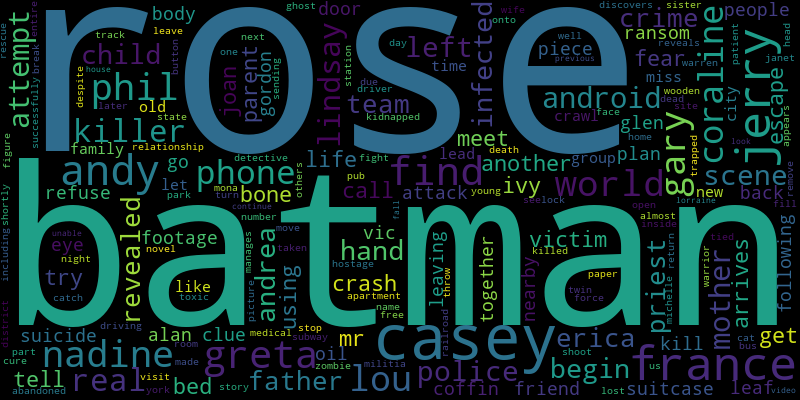 rose
batman
casey
france
find
world
andy
phil
killer
jerry
coraline
gary
nadine
greta
lou
android
phone
child
attempt
lindsay
left
team
joan
parent
gordon
infected
fear
crime
ransom
people
body
door
piece
meet
glen
miss
city
escape
scene
back
following
crawl
plan
another
group
ivy
attack
call
life
bone
go
let
old
family
refuse
revealed
footage
eye
try
like
andrea
using
hand
vic
crash
mr
leaving
together
nearby
victim
priest
mother
arrives
erica
kill
get
leaf
suitcase
begin
police
coffin
friend
father
oil
bed
real
tell
suicide
alan
clue
ghost
track
despite
successfully
break
entire
later
leave
button
body
one
house
relationship
state
figure
including
shortly
detective
park
turn
mona
others
continue
number
fight
pub
young
see
lock
lead
death
time
day
driver
due
sending
station
next
kidnapped
onto
wife
discovers
sister
reveals
well
previous
warren
patient
janet
head
rescue
face
site
wooden
dead
home
trapped
appears
look
remove
new
almost
lorraine
open
inside
fill
return
michelle
tied
warrior
killed
paper
twin
force
cat
bus
us
shoot
lost
video
militia
railroad
throw
fall
hostage
apartment
name
free
stop
subway
medical
zombie
story
york
visit
made
room
driving
toxic
novel
night
unable
catch
district
part
cure
abandoned
move
taken
picture
manages